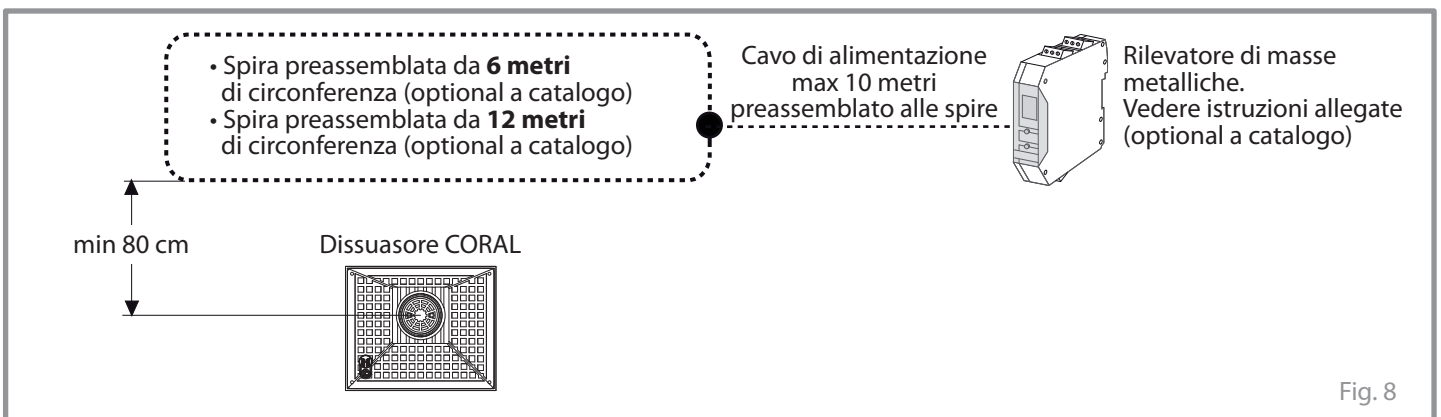 • Spira preassemblata da 6 metri
di circonferenza (optional a catalogo)
• Spira preassemblata da 12 metri
di circonferenza (optional a catalogo)
Cavo di alimentazione
max 10 metri
preassemblato alle spire
Rilevatore di masse
metalliche.
Vedere istruzioni allegate
(optional a catalogo)
min 80 cm
Dissuasore CORAL
Fig. 8